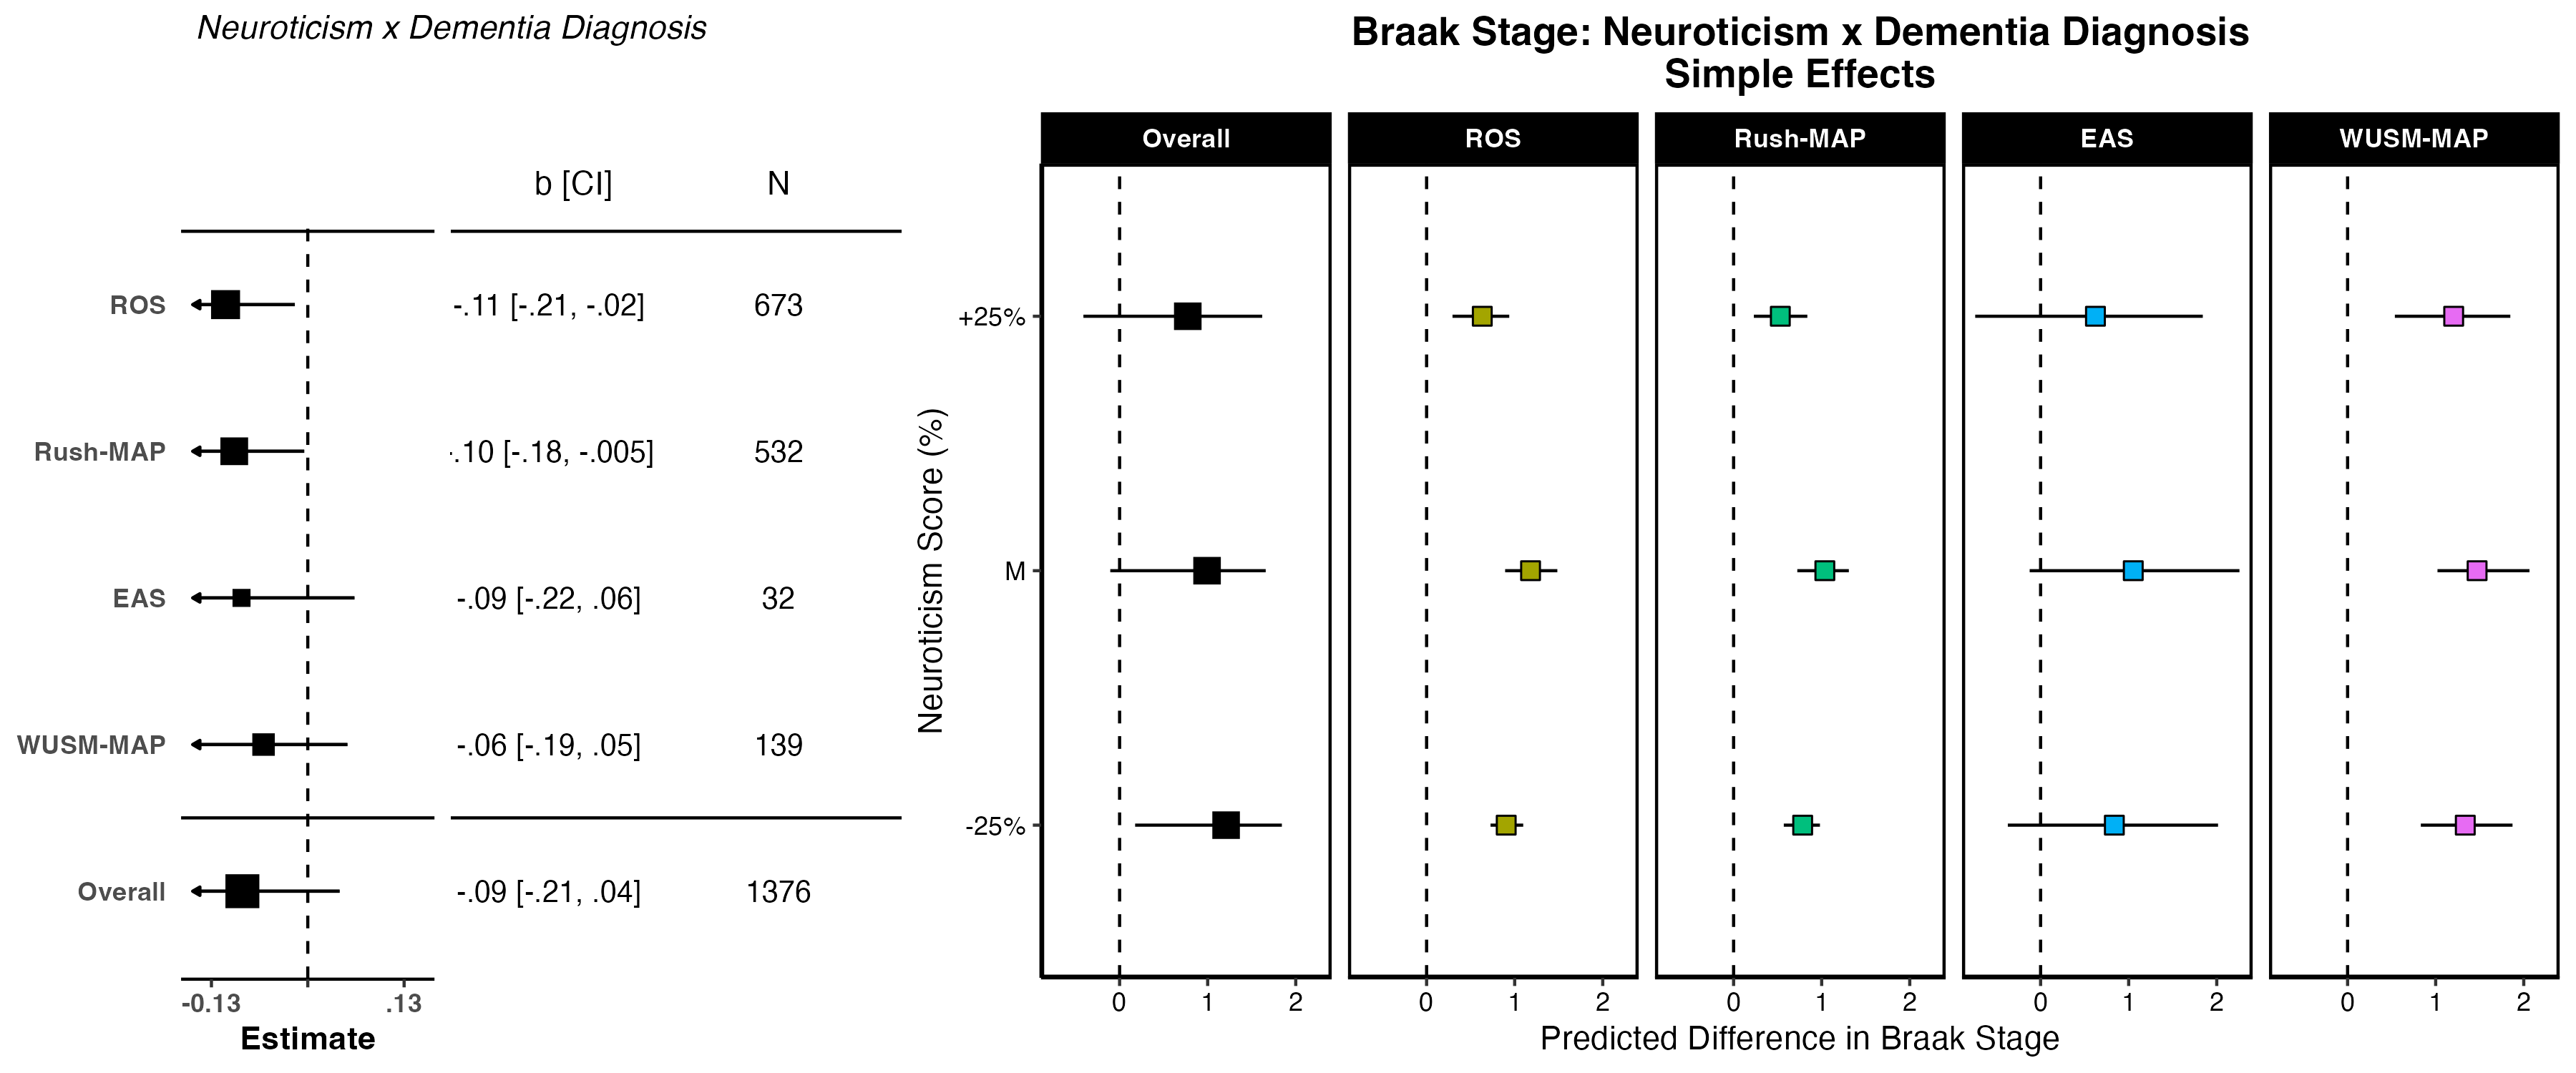 Neuroticism x Dementia Diagnosis
b [CI] N
ROS -.11 [-.21, -.02] 673
Rush-MAP -.10 [-.18, -.005] 532
EAS -.09 [-.22, .06] 32
WUSM-MAP -.06 [-.19, .05] 139
Overall -.09 [-.21, .04] 1376
-0.13 .13
Estimate
Braak Stage: Neuroticism x Dementia Diagnosis
Simple Effects
Overall ROS Rush-MAP EAS WUSM-MAP
Neuroticism Score (%)
+25%
M
-25%
0 1 2 0 1 2 0 1 2 0 1 2 0 1 2
Predicted Difference in Braak Stage